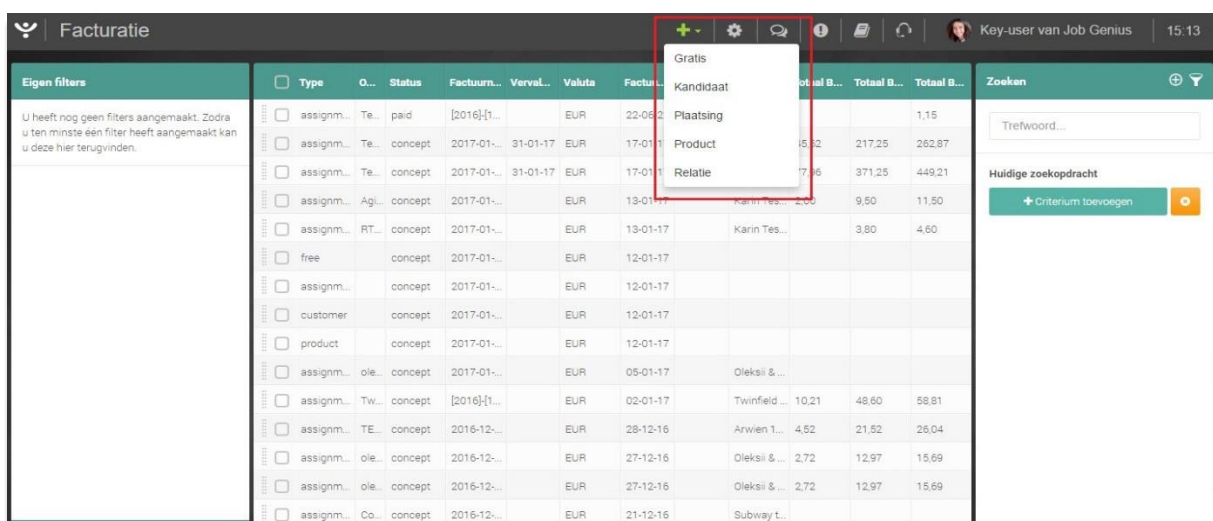 Facturatie
Key-user van Job Genius 15:13
Gratis
Kandidaat
Plaatsing
Product
Relatie
Eigen filters
U heeft nog geen filters aangemaakt. Zodra
u ten minste één filter heeft aangemaakt kan
u deze hier terugvinden.
Type O... Status Factuurn... Verval... Valuta Totaal B... Totaal B...
assignm... Te... paid [2016]-[1... EUR 1,15
assignm... Te... concept 2017-01-... 31-01-17 EUR 217,25 262,87
assignm... Te... concept 2017-01-... 31-01-17 EUR 371,25 449,21
assignm... Agi... concept 2017-01-... EUR 13-01-17 Karin Tes... 2,00 9,50 11,50
assignm... RT... concept 2017-01-... EUR 13-01-17 Karin Tes... 3,80 4,60
free concept 2017-01-... EUR 12-01-17
assignm... concept 2017-01-... EUR 12-01-17
customer concept 2017-01-... EUR 12-01-17
product concept 2017-01-... EUR 12-01-17
assignm... ole... concept 2017-01-... EUR 05-01-17 Oleksii & ...
assignm... Tw... concept [2016]-[1... EUR 02-01-17 Twinfield ... 10,21 48,60 58,81
assignm... TE... concept 2016-12-... EUR 28-12-16 Arwien 1... 4,52 21,52 26,04
assignm... ole... concept 2016-12-... EUR 27-12-16 Oleksii & ... 2,72 12,97 15,69
assignm... ole... concept 2016-12-... EUR 27-12-16 Oleksii & ... 2,72 12,97 15,69
assignm... Co... concept 2016-12-... EUR 21-12-16 Subway t...
Zoeken
Trefwoord...
Huidige zoekopdracht
+ Criterium toevoegen